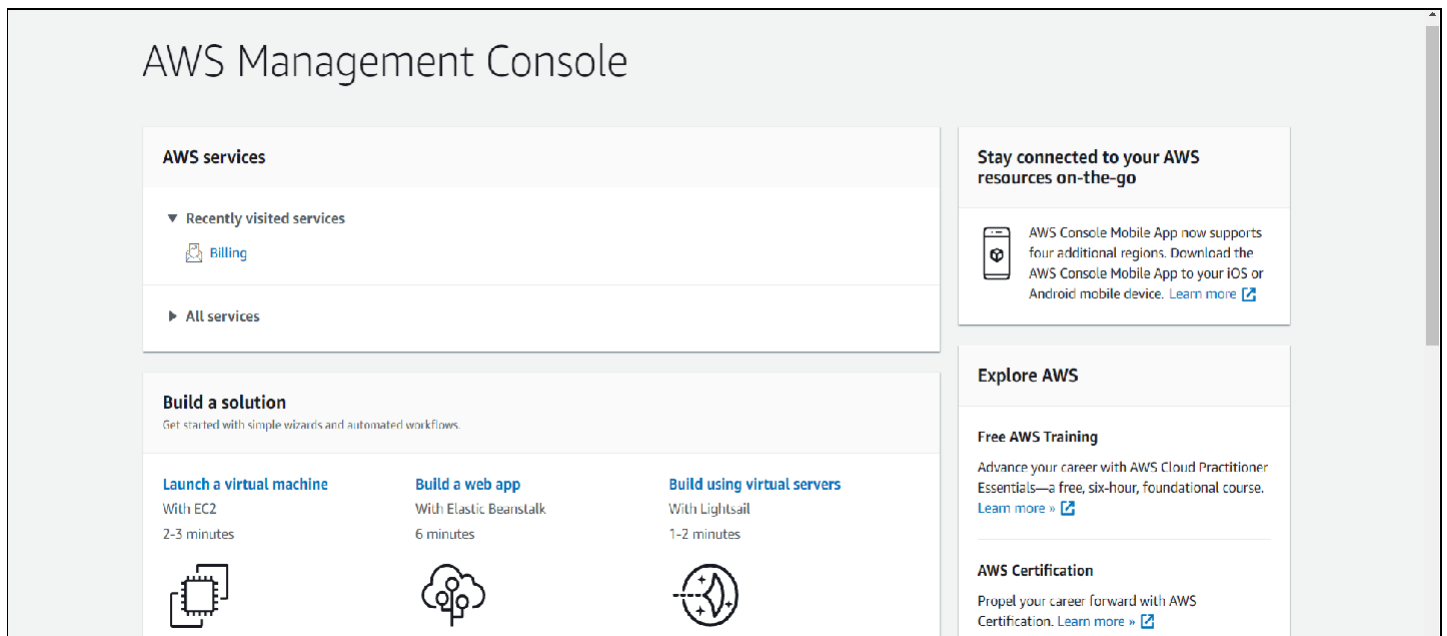 AWS Management Console
AWS services
Recently visited services
Billing
All services
Build a solution
Get started with simple wizards and automated workflows.
Launch a virtual machine
With EC2
2-3 minutes
Build a web app
With Elastic Beanstalk
6 minutes
Build using virtual servers
With Lightsail
1-2 minutes
Stay connected to your AWS
resources on-the-go
AWS Console Mobile App now supports
four additional regions. Download the
AWS Console Mobile App to your iOS or
Android mobile device. Learn more
Explore AWS
Free AWS Training
Advance your career with AWS Cloud Practitioner
Essentials—a free, six-hour, foundational course.
Learn more »
AWS Certification
Propel your career forward with AWS
Certification. Learn more »